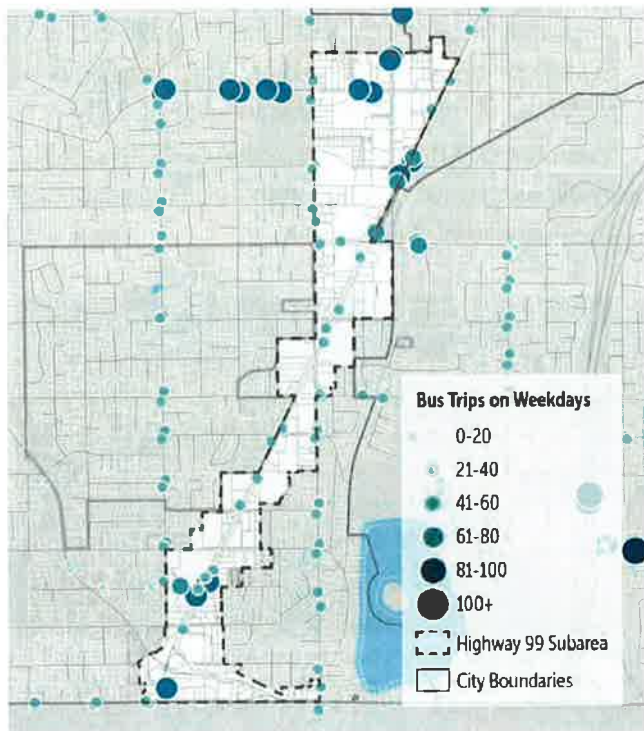 Bus Trips on Weekdays
0-20
21-40
41-60
61-80
81-100
100+
Highway 99 Subarea
City Boundaries